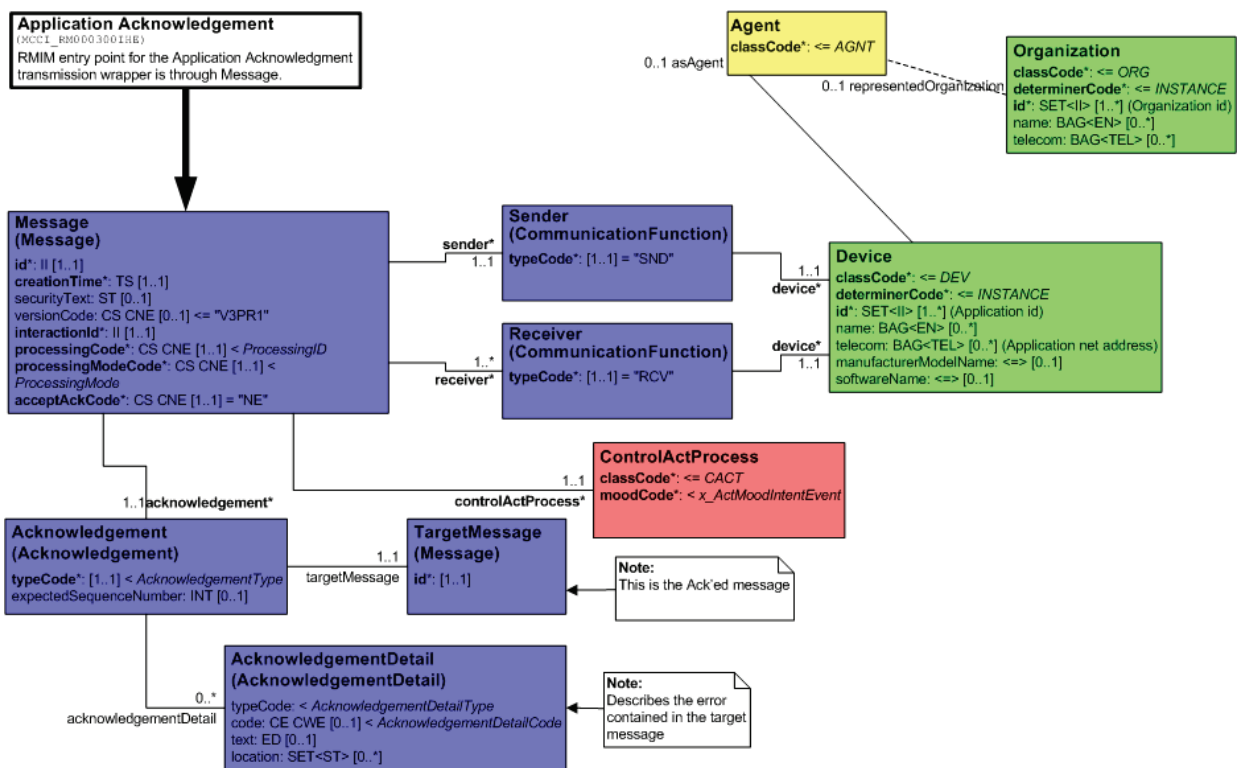 Application Acknowledgement
(XCCI_RM000300IHE)
RMIM entry point for the Application Acknowledgment
transmission wrapper is through Message.
Agent
classCode*: <= AGNT
0..1 asAgent
0..1 representedOrganization
Organization
classCode*: <= ORG
determinerCode*: <= INSTANCE
id*: SET<II> [1..*] (Organization id)
name: BAG<EN> [0..*]
telecom: BAG<TEL> [0..*]
Message
(Message)
id*: II [1..1]
creationTime*: TS [1..1]
securityText: ST [0..1]
versionCode: CS CNE [0..1] <= "V3PR1"
interactionId*: II [1..1]
processingCode*: CS CNE [1..1] < ProcessingID
processingModeCode*: CS CNE [1..1] <
ProcessingMode
acceptAckCode*: CS CNE [1..1] = "NE"
sender*
1..1
Sender
(CommunicationFunction)
typeCode*: [1..1] = "SND"
1..1
device*
1..*
receiver*
Receiver
(CommunicationFunction)
typeCode*: [1..1] = "RCV"
device*
1..1
Device
classCode*: <= DEV
determinerCode*: <= INSTANCE
id*: SET<II> [1..*] (Application id)
name: BAG<EN> [0..*]
telecom: BAG<TEL> [0..*] (Application net address)
manufacturerModelName: <=> [0..1]
softwareName: <=> [0..1]
1..1
controlActProcess*
ControlActProcess
classCode*: <= CACT
moodCode*: < x_ActMoodIntentEvent
1..1acknowledgement*
Acknowledgement
(Acknowledgement)
typeCode*: [1..1] < AcknowledgementType
expectedSequenceNumber: INT [0..1]
1..1
targetMessage
TargetMessage
(Message)
id*: [1..1]
Note:
This is the Ack'ed message
0..*
acknowledgementDetail
AcknowledgementDetail
(AcknowledgementDetail)
typeCode: < AcknowledgementDetailType
code: CE CWE [0..1] < AcknowledgementDetailCode
text: ED [0..1]
location: SET<ST> [0..*]
Note:
Describes the error
contained in the target
message